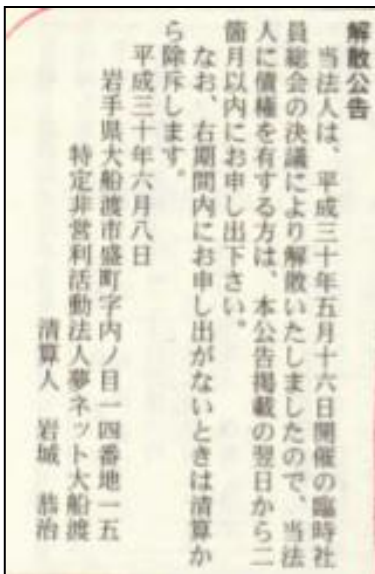 解散公告
当法人は、平成三十年五月十六日開催の臨時社
員総会の決議により解散いたしましたので、当法
人に債権を有する方は、本公告掲載の翌日から二
箇月以内にお申し出下さい。
なお、右期間内にお申し出がないときは清算か
ら除斥します。
平成三十年六月八日
岩手県大船渡市盛町字内ノ目一四番地一五
特定非営利活動法人夢ネット大船渡
清算人 岩城 恭治